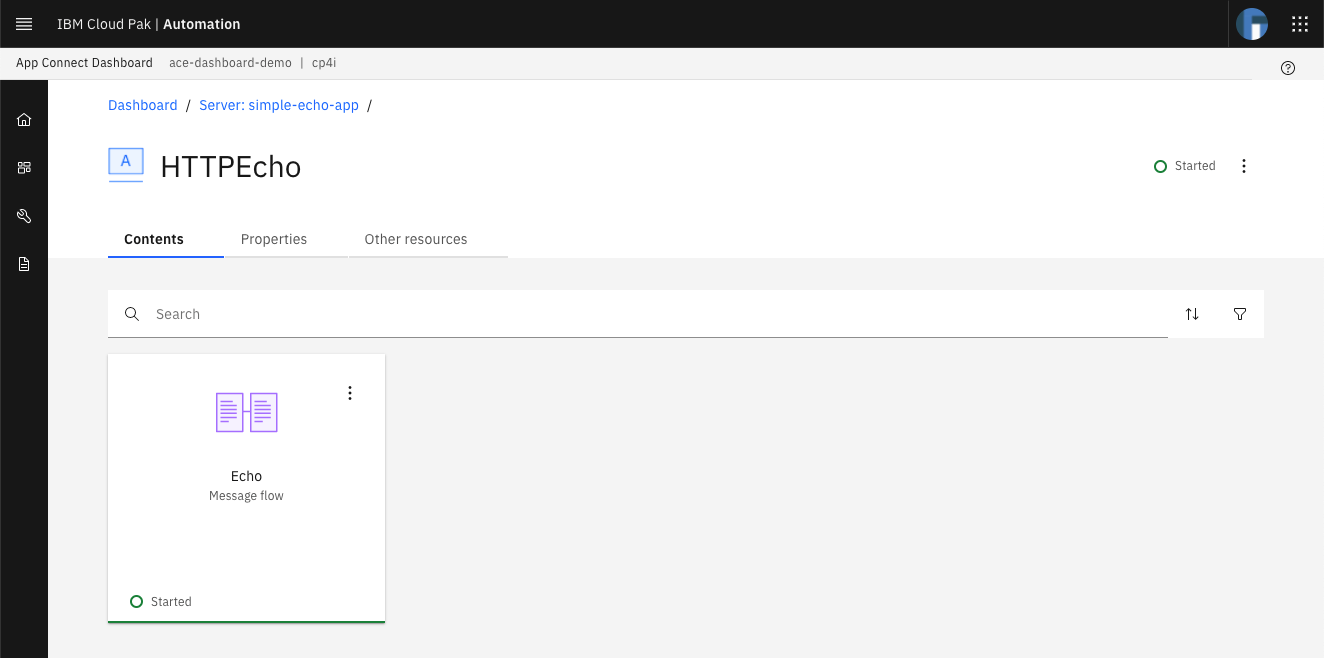 IBM Cloud Pak | Automation
App Connect Dashboard ace-dashboard-demo | cp4i
Dashboard / Server: simple-echo-app /
A
HTTPEcho
Started
Contents Properties Other resources
Search
Echo
Message flow
Started